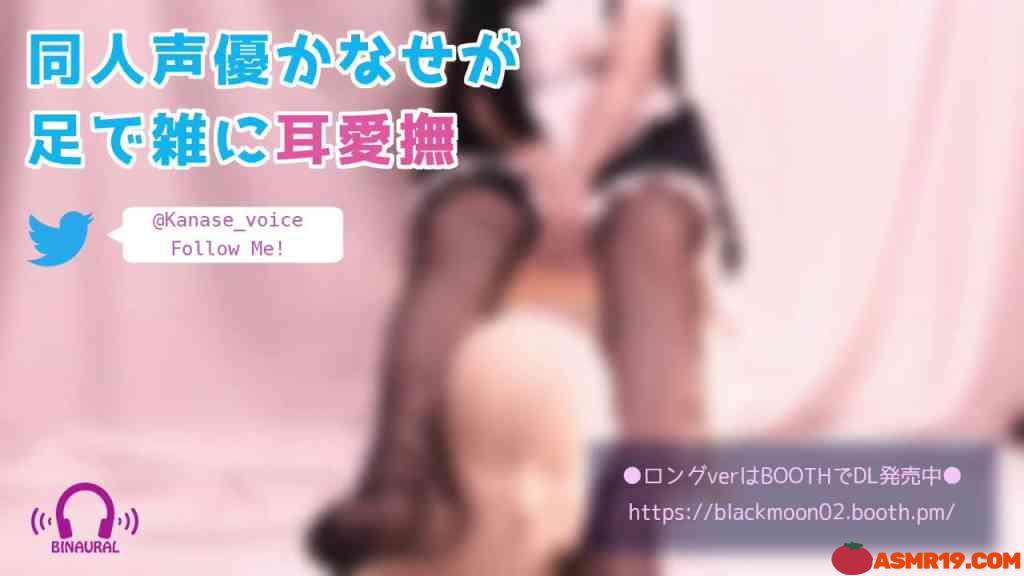 同人声優かなせが
足で雑に耳愛撫
@Kanase_voice
Follow Me!
BINAURAL
●ロングverはBOOTHでDL発売中●
https://blackmoon02.booth.pm/
ASMR19.COM